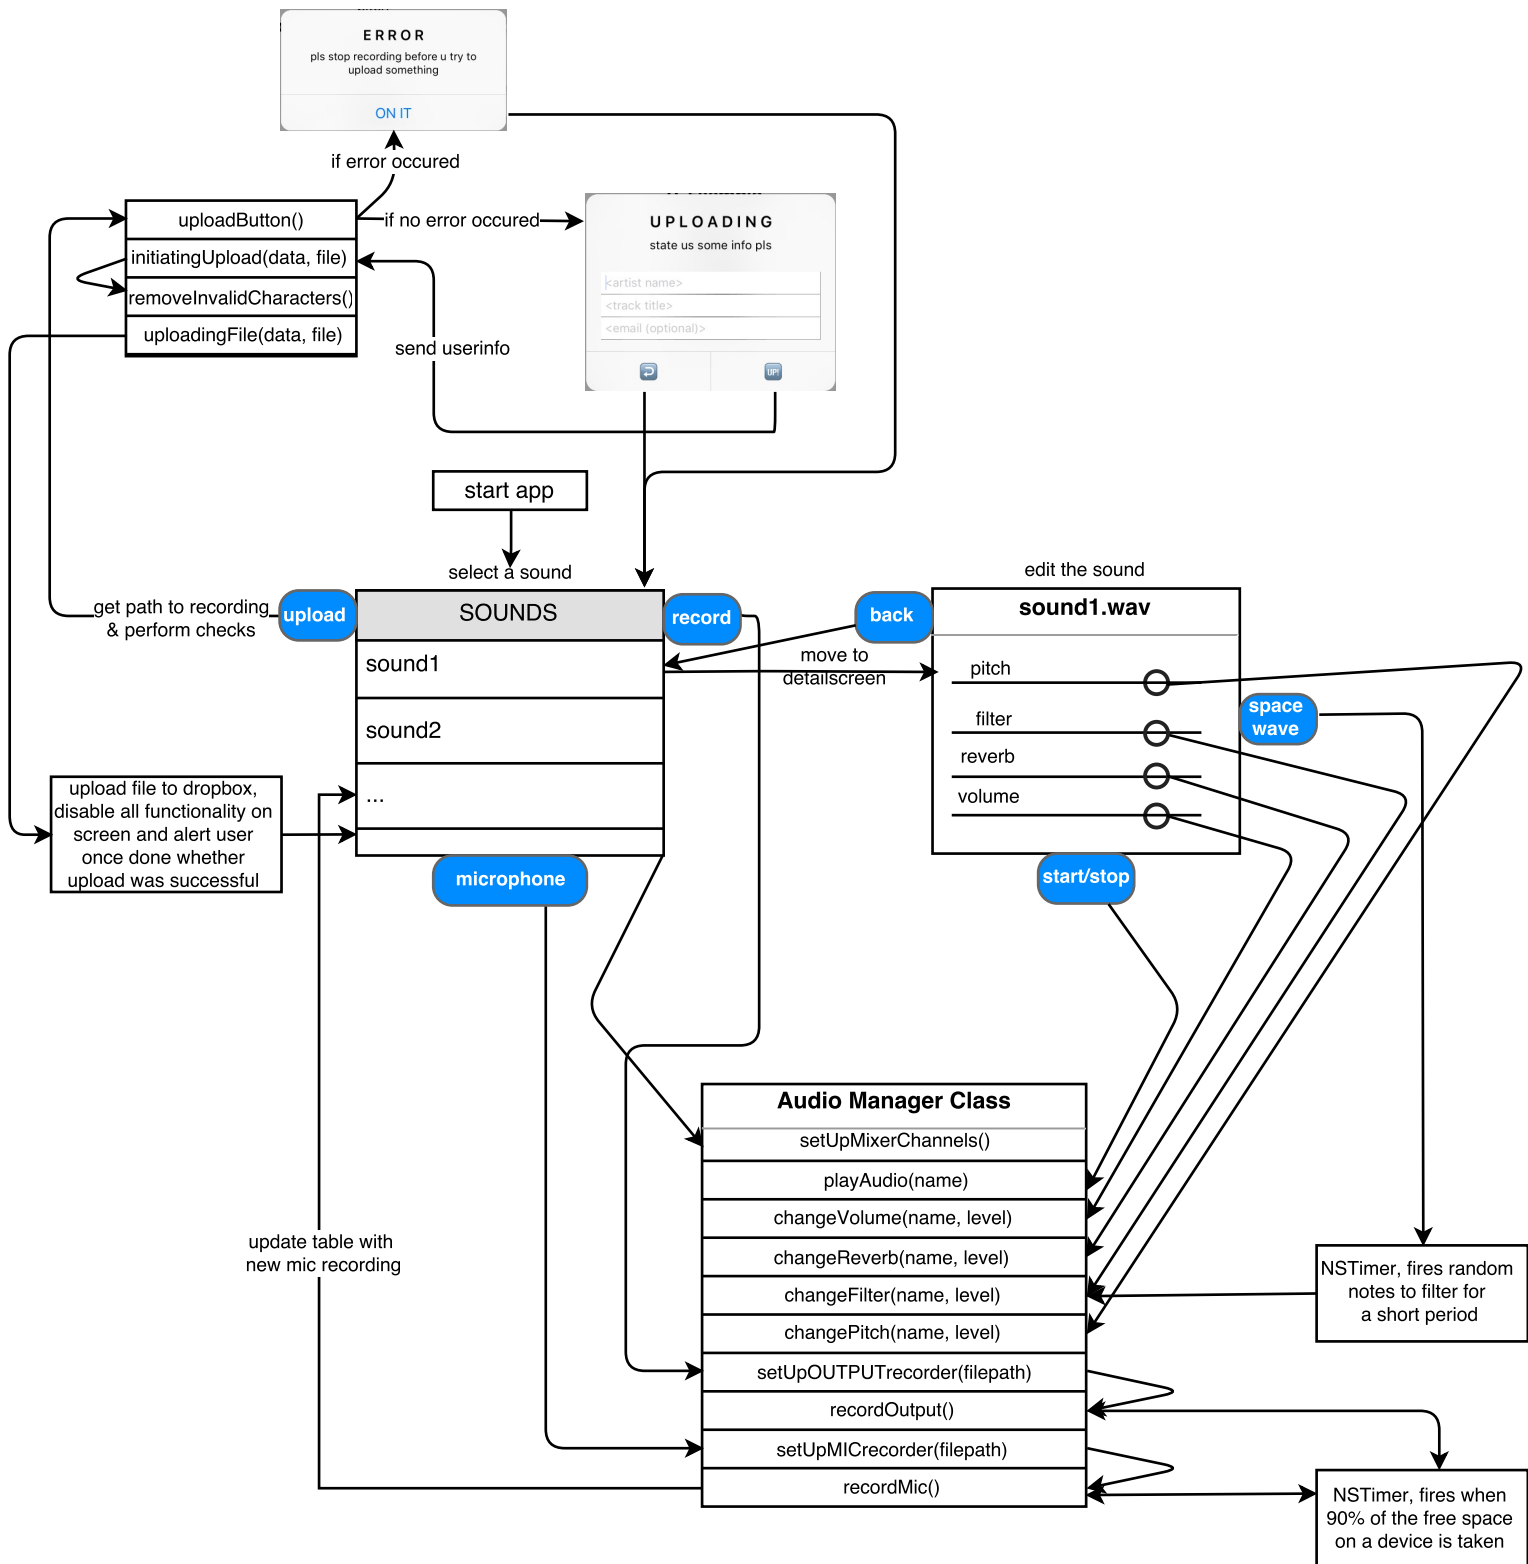 ERROR
pls stop recording before u try to
upload something
ON IT
if error occured
uploadButton()
initiatingUpload(data, file)
removeInvalidCharacters()
uploadingFile(data, file)
if no error occured
UPLOADING
state us some info pls
<artist name>
<track title>
<email (optional)>
UP!
send userinfo
start app
select a sound
get path to recording
& perform checks
upload
SOUNDS
record
sound1
sound2
...
microphone
back
move to
detailscreen
edit the sound
sound1.wav
pitch
filter
reverb
volume
space
wave
start/stop
upload file to dropbox,
disable all functionality on
screen and alert user
once done whether
upload was successful
Audio Manager Class
setUpMixerChannels()
playAudio(name)
changeVolume(name, level)
changeReverb(name, level)
changeFilter(name, level)
changePitch(name, level)
setUpOUTPUTrecorder(filepath)
recordOutput()
setUpMICrecorder(filepath)
recordMic()
update table with
new mic recording
NSTimer, fires random
notes to filter for
a short period
NSTimer, fires when
90% of the free space
on a device is taken